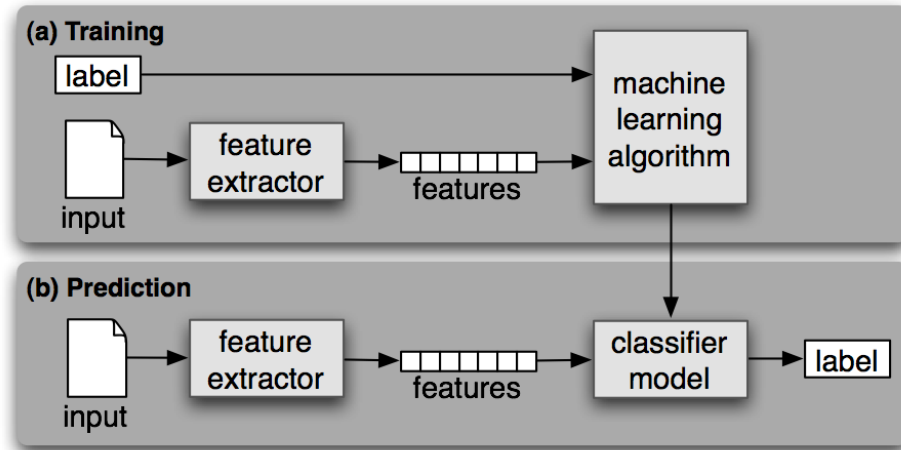 (a) Training
label
machine
learning
algorithm
feature
extractor
features
input
(b) Prediction
feature
extractor
features
classifier
model
label
input